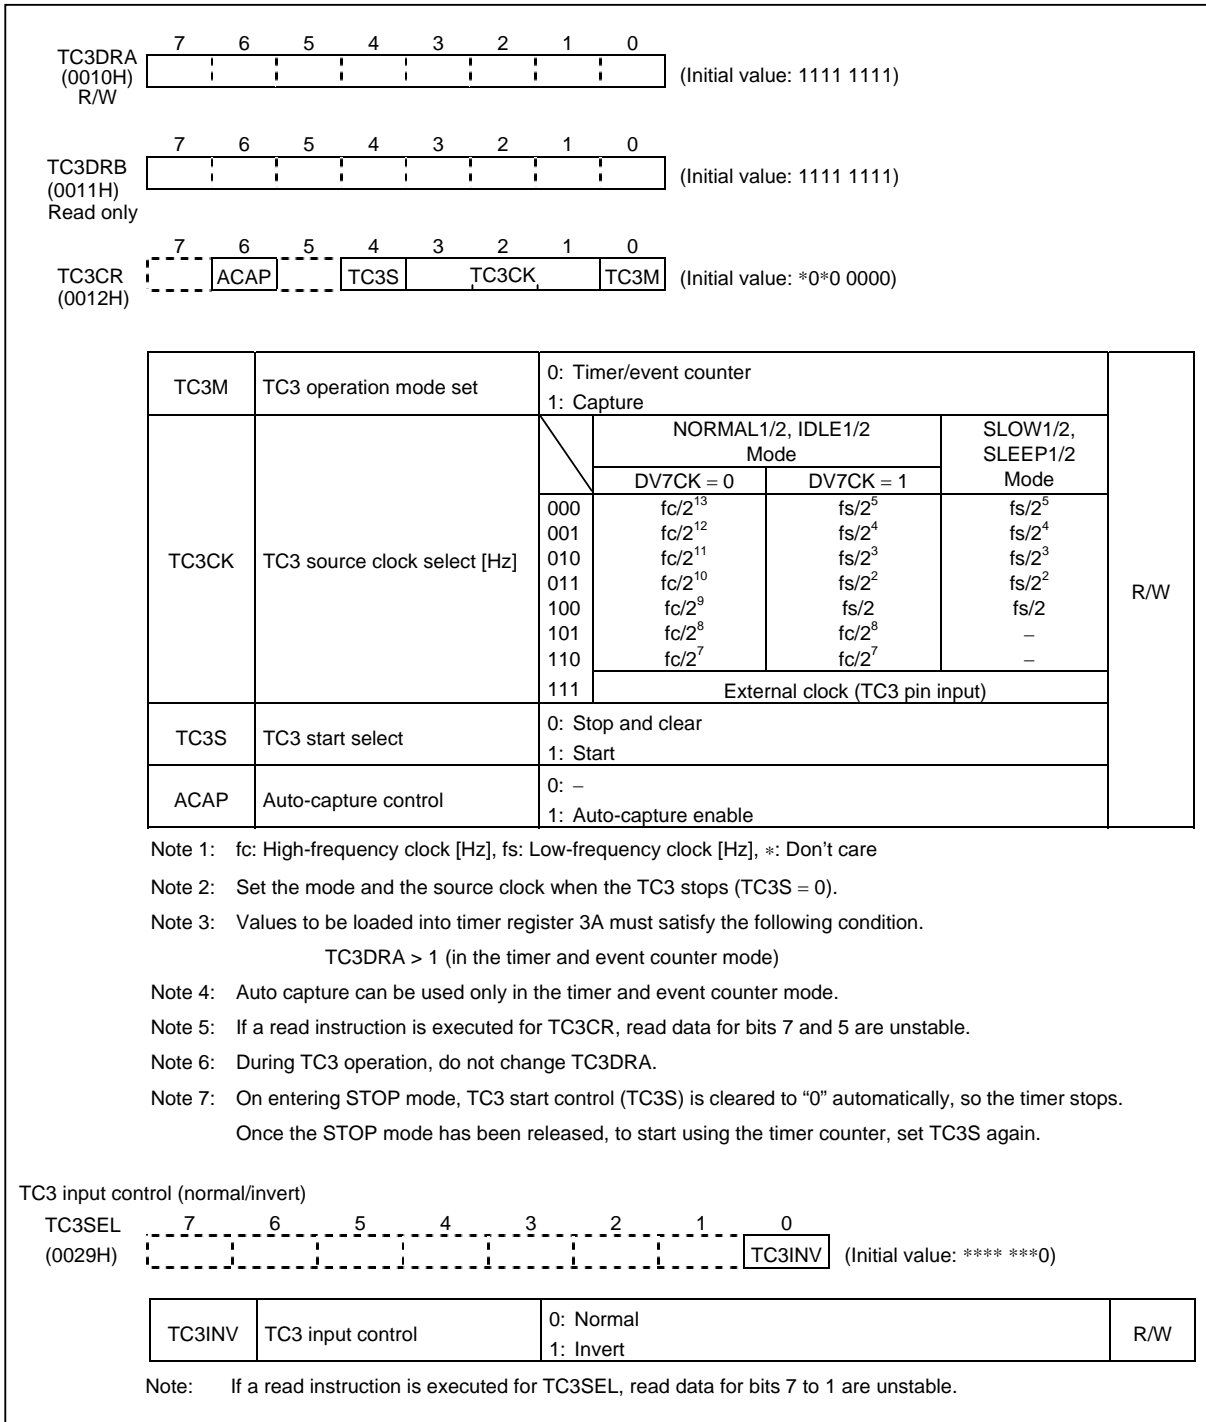 7 6 5 4 3 2 1 0
TC3DRA
(0010H)
R/W
(Initial value: 1111 1111)
7 6 5 4 3 2 1 0
TC3DRB
(0011H)
Read only
(Initial value: 1111 1111)
7 6 5 4 3 2 1 0
TC3CR
(0012H)
ACAP TC3S TC3CK TC3M (Initial value: *0*0 0000)
TC3M TC3 operation mode set 0: Timer/event counter
1: Capture
NORMAL1/2, IDLE1/2 Mode SLOW1/2, SLEEP1/2 Mode
DV7CK = 0 DV7CK = 1
TC3CK TC3 source clock select [Hz]
000 fc/2^13 fs/2^5 fs/2^5
001 fc/2^12 fs/2^4 fs/2^4
010 fc/2^11 fs/2^3 fs/2^3
011 fc/2^10 fs/2^2 fs/2^2
100 fc/2^9 fs/2 fs/2
101 fc/2^8 fc/2^8 –
110 fc/2^7 fc/2^7 –
111 External clock (TC3 pin input)
R/W
TC3S TC3 start select 0: Stop and clear
1: Start
ACAP Auto-capture control 0: –
1: Auto-capture enable
Note 1: fc: High-frequency clock [Hz], fs: Low-frequency clock [Hz], *: Don't care
Note 2: Set the mode and the source clock when the TC3 stops (TC3S = 0).
Note 3: Values to be loaded into timer register 3A must satisfy the following condition.
TC3DRA > 1 (in the timer and event counter mode)
Note 4: Auto capture can be used only in the timer and event counter mode.
Note 5: If a read instruction is executed for TC3CR, read data for bits 7 and 5 are unstable.
Note 6: During TC3 operation, do not change TC3DRA.
Note 7: On entering STOP mode, TC3 start control (TC3S) is cleared to “0” automatically, so the timer stops.
Once the STOP mode has been released, to start using the timer counter, set TC3S again.
TC3 input control (normal/invert)
TC3SEL 7 6 5 4 3 2 1 0
(0029H) TC3INV (Initial value: **** ***0)
TC3INV TC3 input control 0: Normal
1: Invert
R/W
Note: If a read instruction is executed for TC3SEL, read data for bits 7 to 1 are unstable.